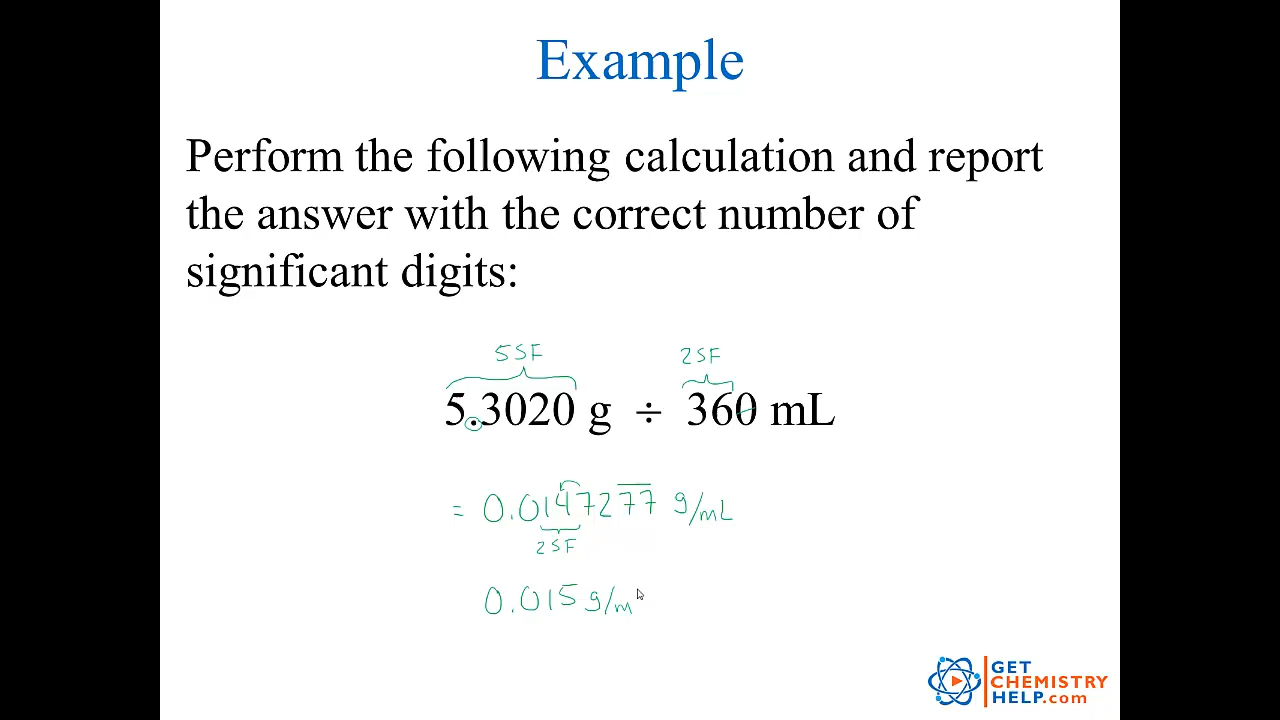 Example
Perform the following calculation and report
the answer with the correct number of
significant digits:
5SF 2SF
5.3020 g ÷ 360 mL
= 0.0147277 g/mL
2SF
0.015 g/m
GET
CHEMISTRY
HELP.com